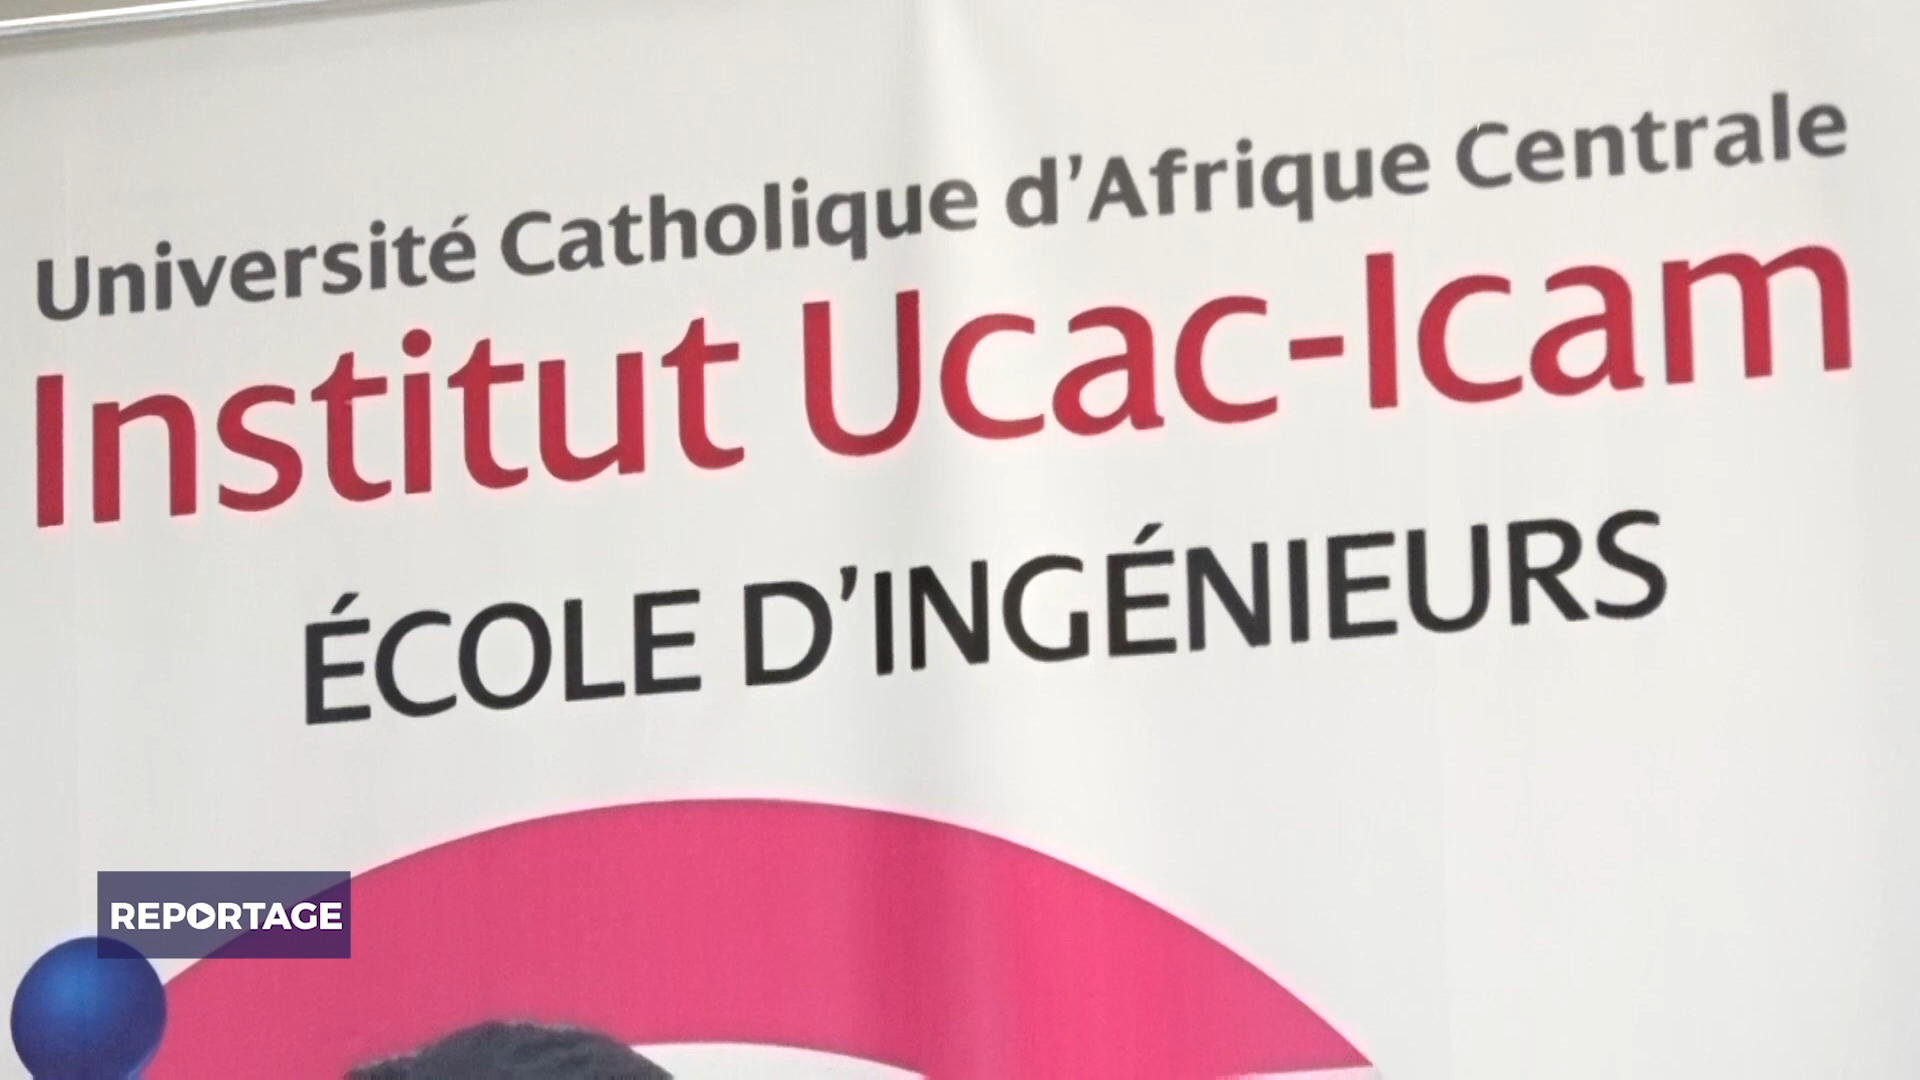 Université Catholique d'Afrique Centrale
Institut Ucac-Icam
ÉCOLE D'INGÉNIEURS
REPORTAGE